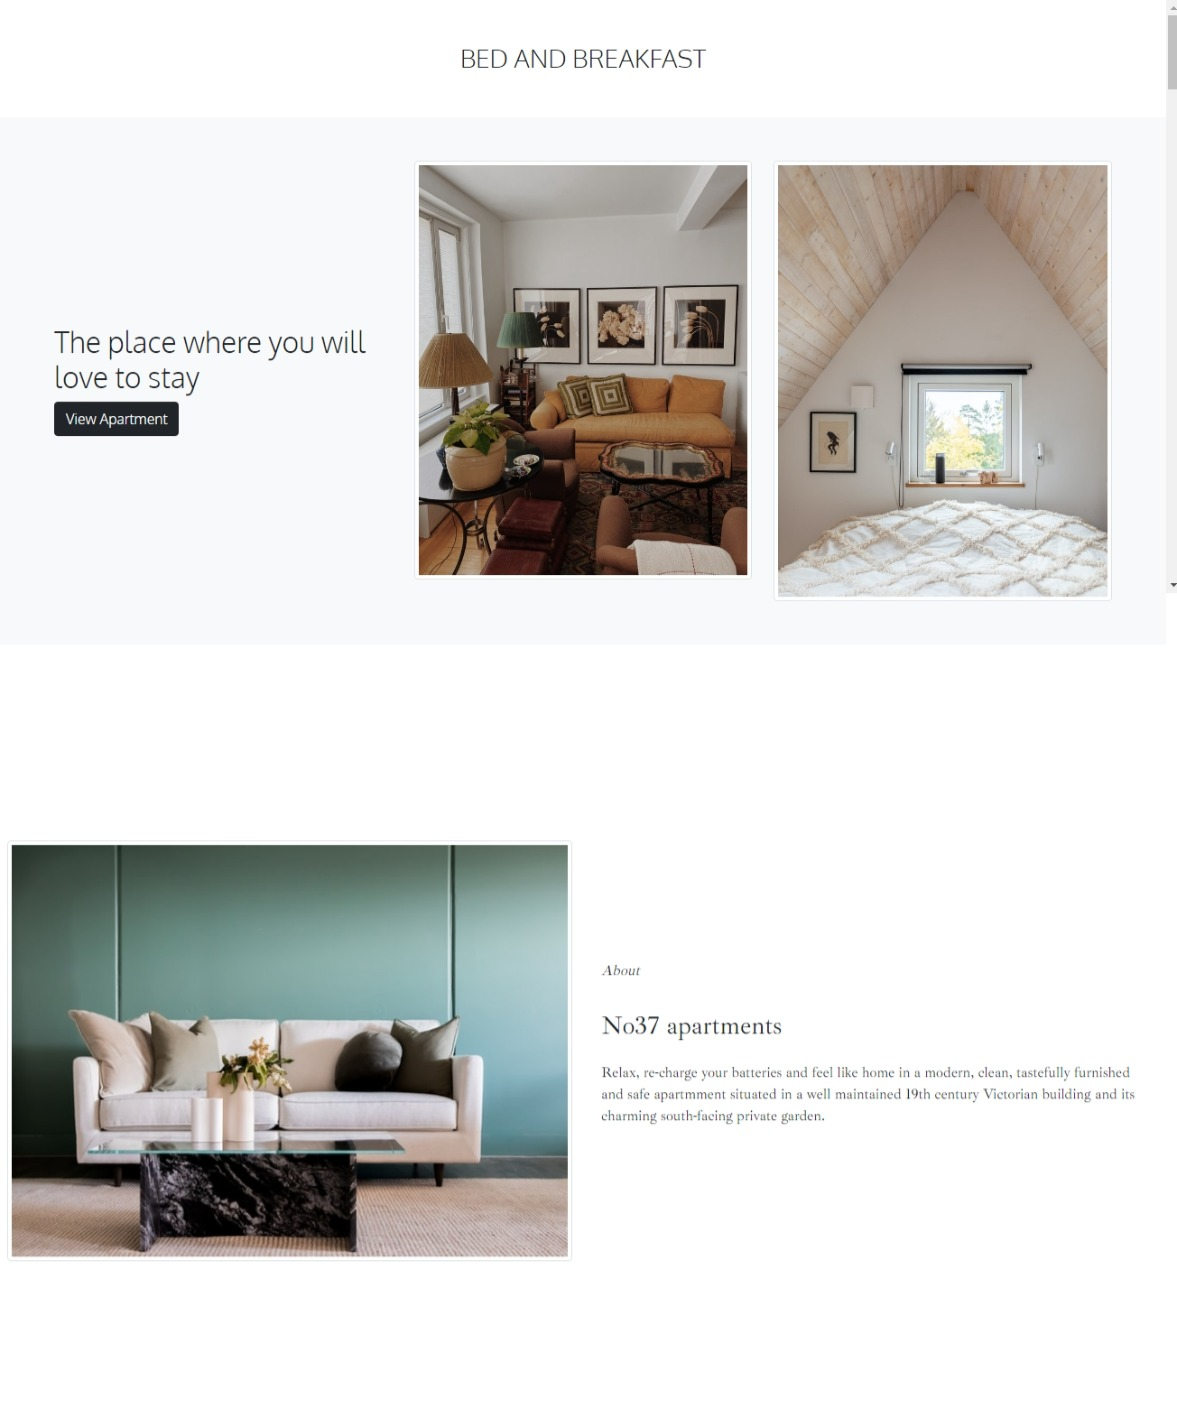 BED AND BREAKFAST
The place where you will
love to stay
View Apartment
About
No37 apartments
Relax, re-charge your batteries and feel like home in a modern, clean, tastefully furnished
and safe apartmment situated in a well maintained 19th century Victorian building and its
charming south-facing private garden.